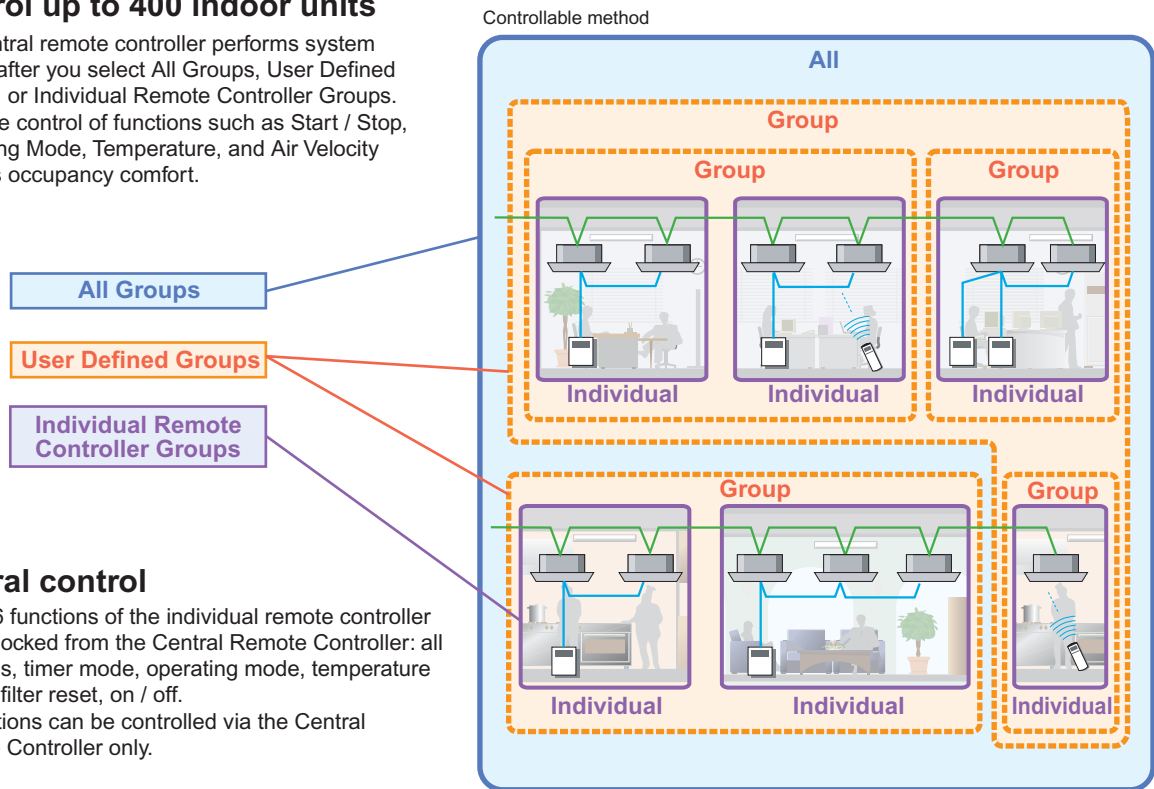 rol up to 400 indoor units
ntral remote controller performs system
after you select All Groups, User Defined
or Individual Remote Controller Groups.
e control of functions such as Start / Stop,
ng Mode, Temperature, and Air Velocity
s occupancy comfort.
All Groups
User Defined Groups
Individual Remote
Controller Groups
ral control
6 functions of the individual remote controller
ocked from the Central Remote Controller: all
s, timer mode, operating mode, temperature
filter reset, on / off.
tions can be controlled via the Central
Controller only.
Controllable method
All
Group
Group
Group
Individual
Individual
Individual
Group
Group
Individual
Individual
Individual